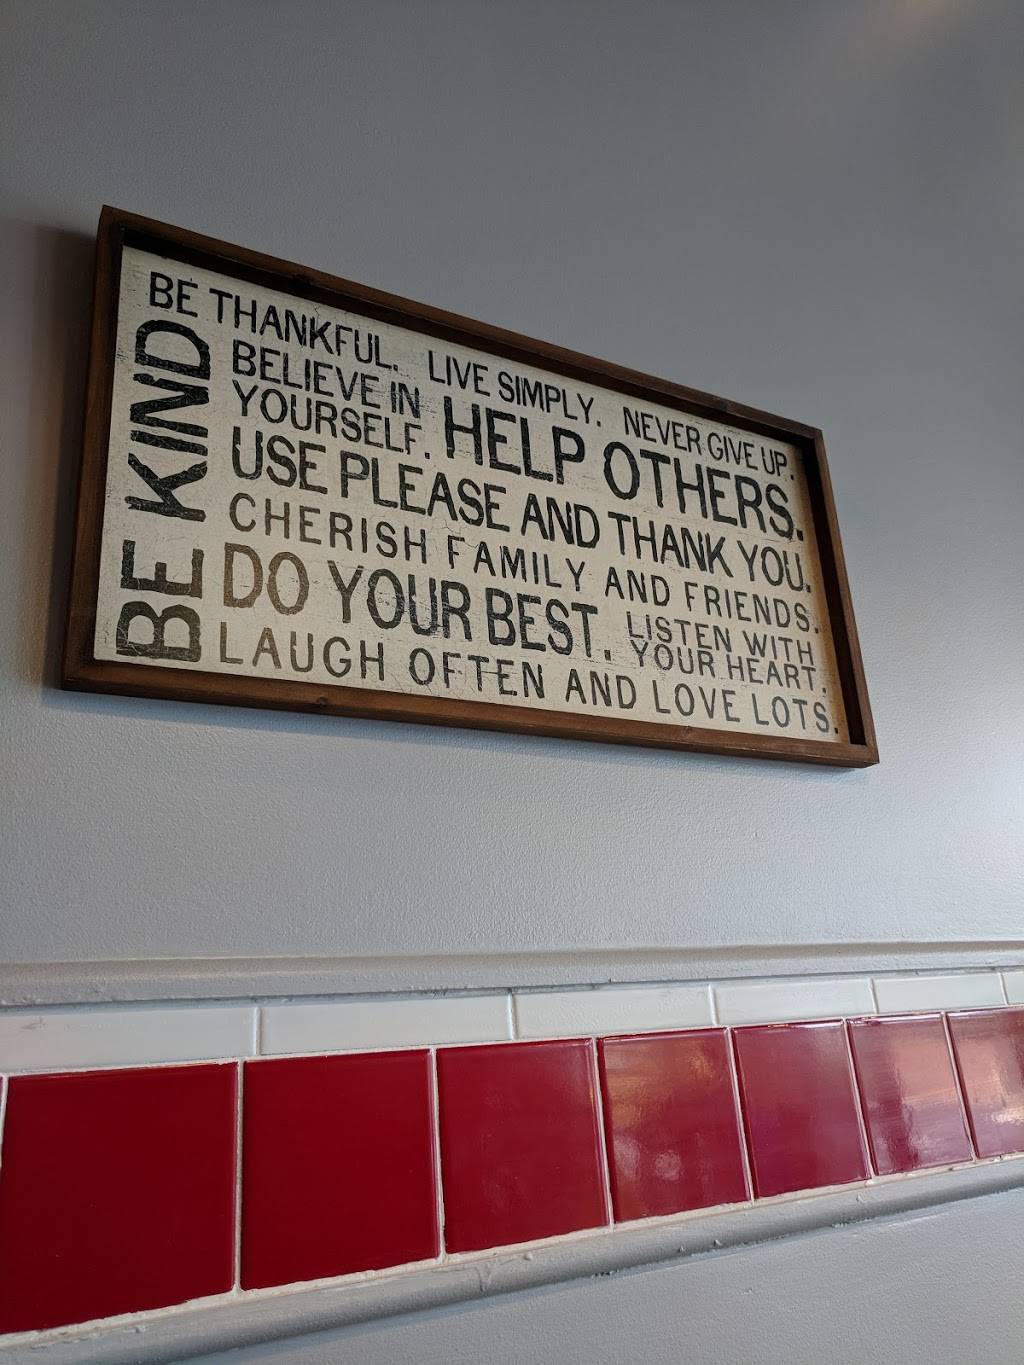 BE THANKFUL. LIVE SIMPLY. NEVER GIVE UP.
BE KIND
BELIEVE IN
YOURSELF.
HELP OTHERS.
USE PLEASE AND THANK YOU.
CHERISH FAMILY AND FRIENDS.
DO YOUR BEST.
LISTEN WITH
YOUR HEART.
LAUGH OFTEN AND LOVE LOTS.